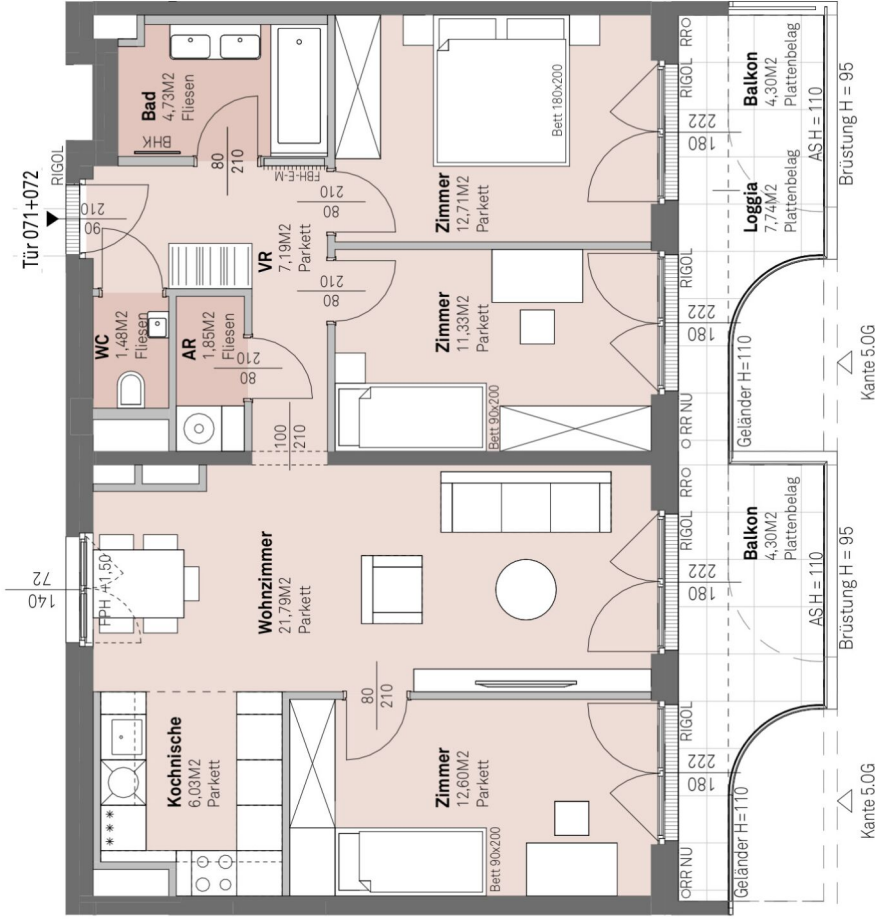 Tür 071+072
RIGOL
90
210
Bad
4,73M2
Fliesen
BHK
80
210
FBH-E-M
VR
7,19M2
Parkett
80
210
Zimmer
12,71M2
Parkett
Bett 180x200
RRO
RIGOL
180
222
Balkon
4,30M2
Plattenbelag
AS H = 110
Brüstung H = 95
Loggia
7,74M2
Plattenbelag
WC
1,48M2
Fliesen
AR
1,85M2
Fliesen
80
210
80
210
Zimmer
11,33M2
Parkett
Bett 90x200
RIGOL
180
222
O RR NU
Geländer H=110
Kante 5.OG
100
210
140
72
FPH +1,50
Wohnzimmer
21,79M2
Parkett
RRO
RIGOL
180
222
Balkon
4,30M2
Plattenbelag
AS H = 110
Brüstung H = 95
80
210
Kochnische
6,03M2
Parkett
Zimmer
12,60M2
Parkett
Bett 90x200
RIGOL
180
222
ORR NU
Geländer H=110
Kante 5.OG